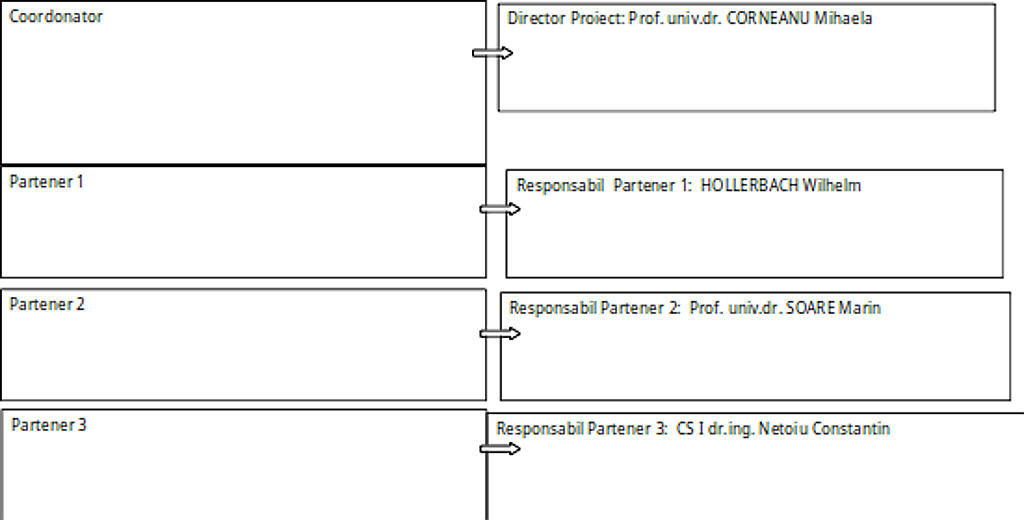 Coordonator
Director Proiect: Prof. univ.dr. CORNEANU Mihaela
Partener 1
Responsabil Partener 1: HOLLERBACH Wilhelm
Partener 2
Responsabil Partener 2: Prof. univ.dr. SOARE Marin
Partener 3
Responsabil Partener 3: CS I dr.ing. Netoiu Constantin